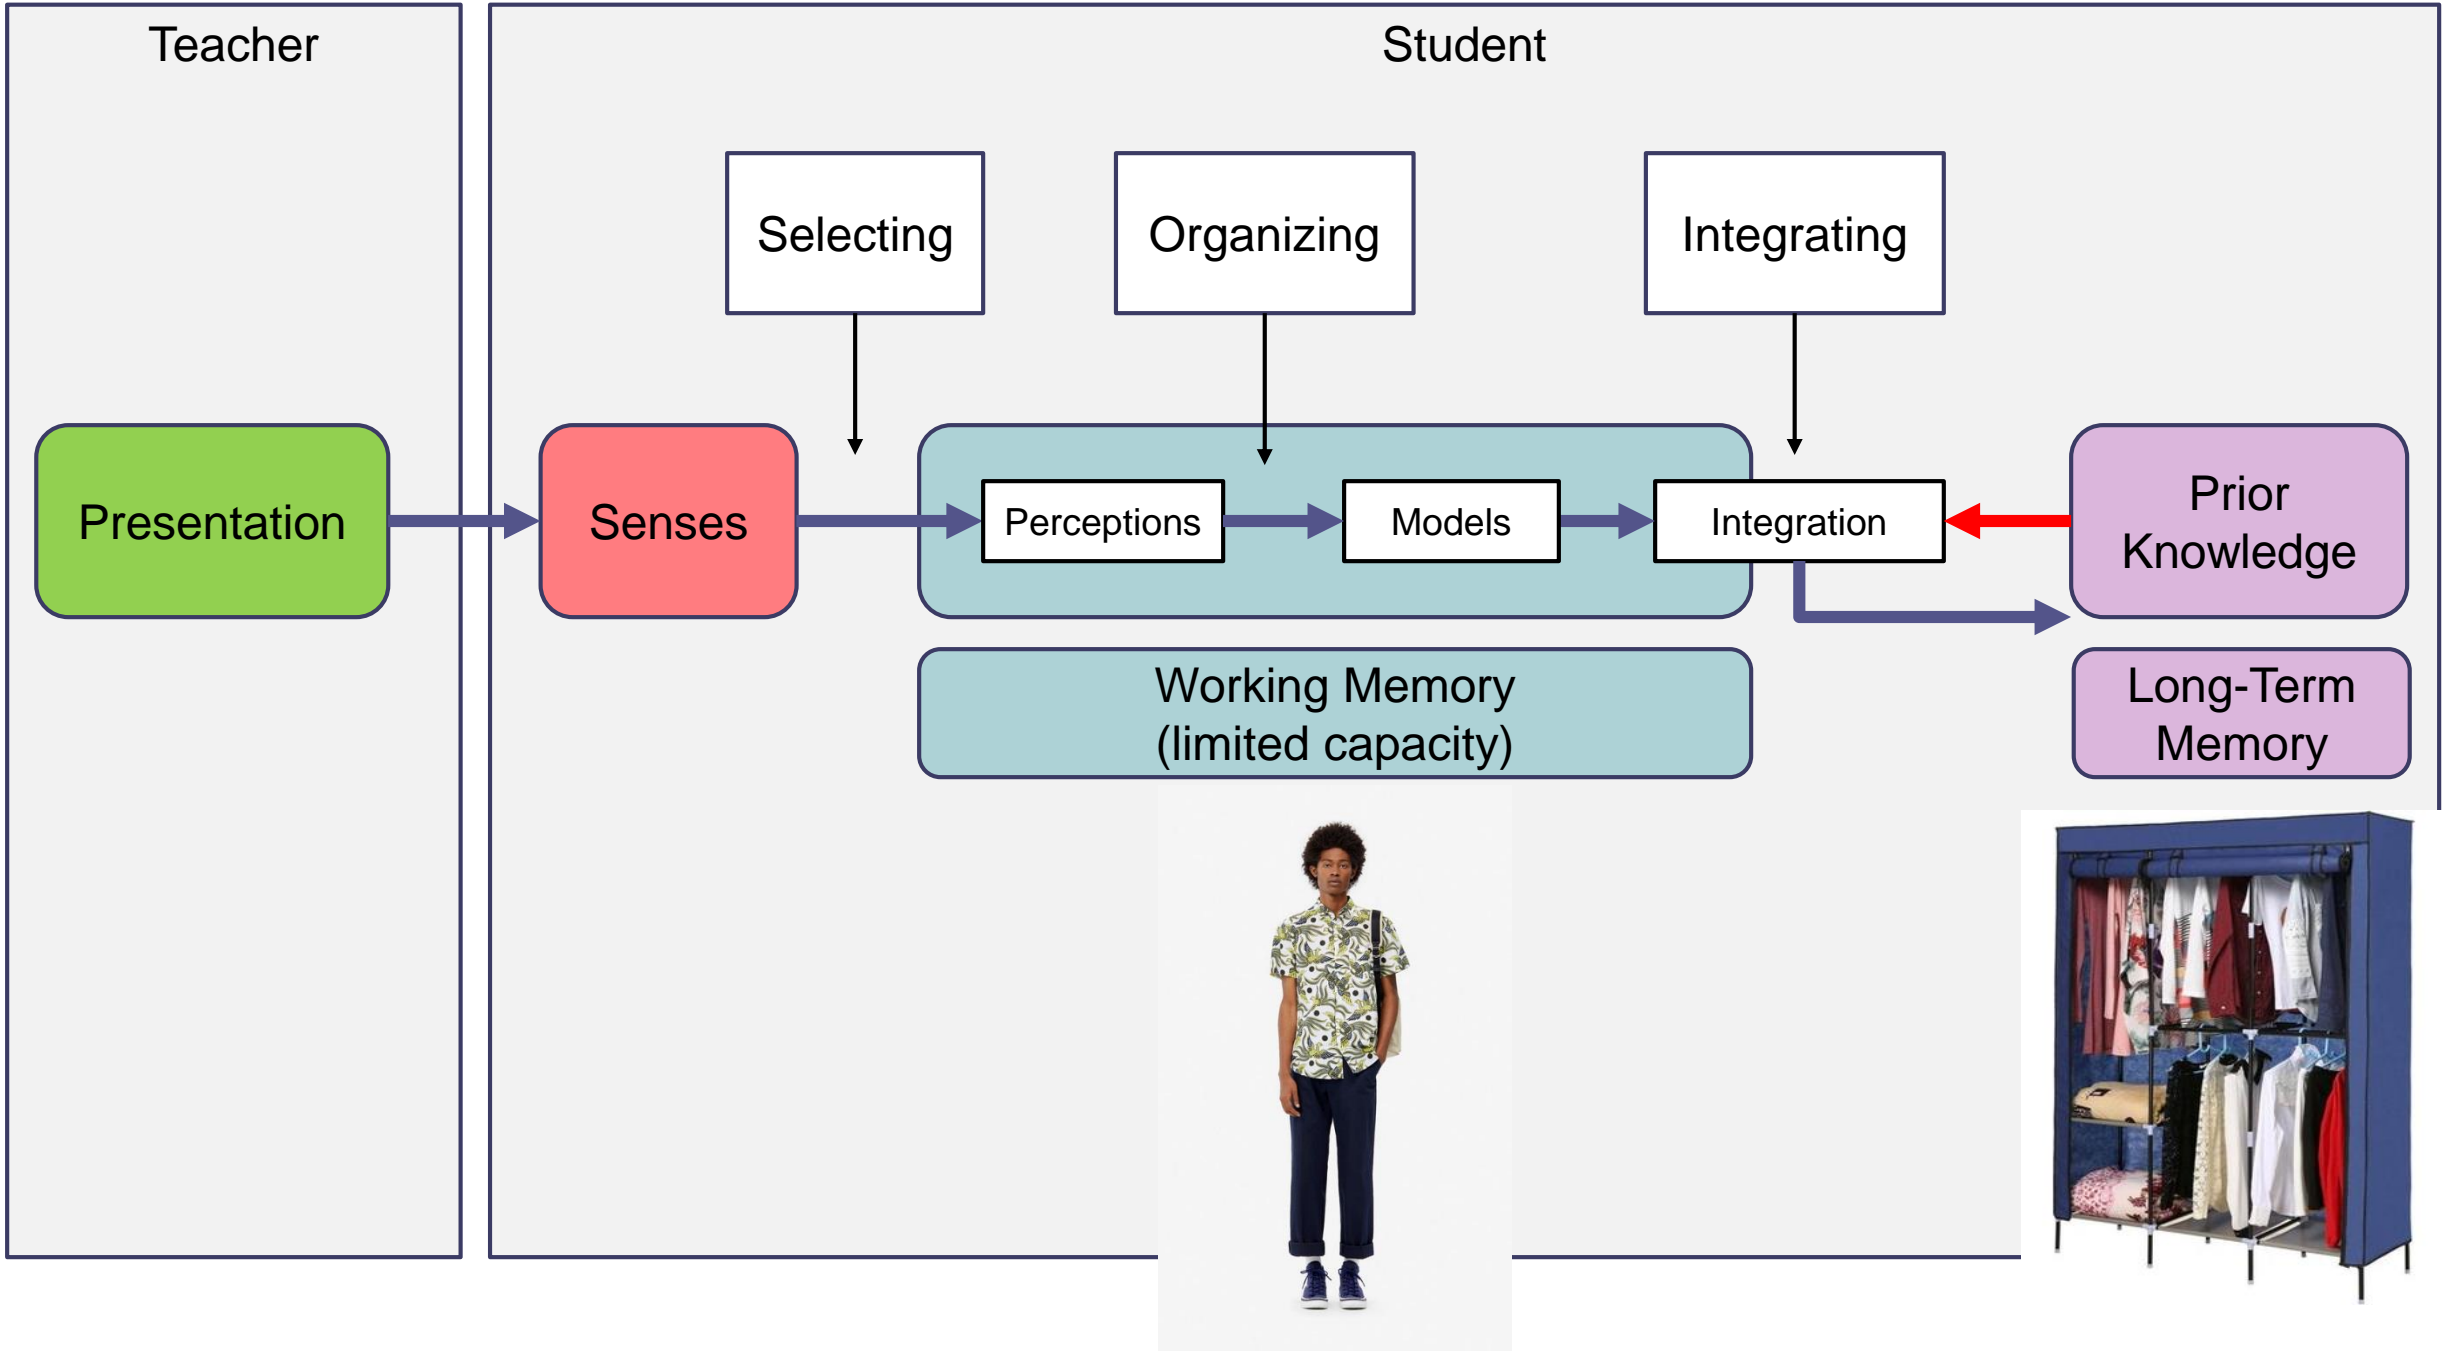 Teacher
Student
Selecting
Organizing
Integrating
Presentation
Senses
Perceptions
Models
Integration
Prior
Knowledge
Working Memory
(limited capacity)
Long-Term
Memory